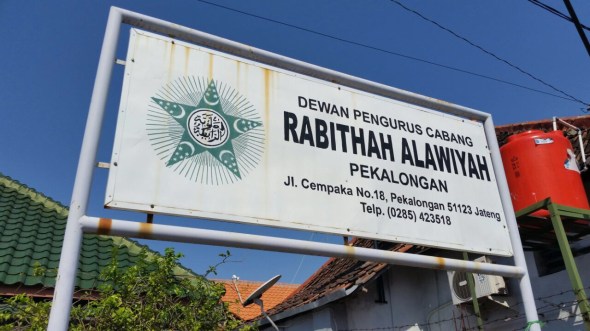 DEWAN PENGURUS CABANG
RABITHAH ALAWIYAH
PEKALONGAN
Jl. Cempaka No.18, Pekalongan 51123 Jateng
Telp. (0285) 423518